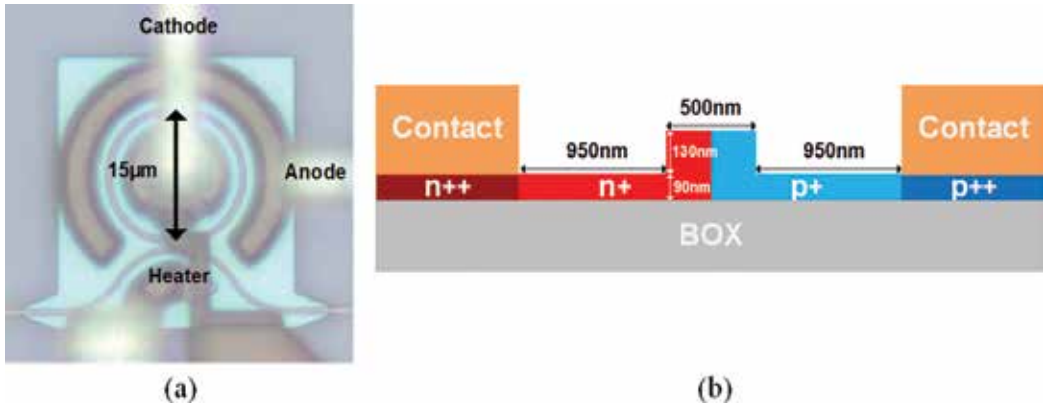 Cathode
15µm
Anode
Heater
(a)
500nm
Contact
Contact
950nm
130nm
950nm
n++
n+
90nm
p+
p++
BOX
(b)